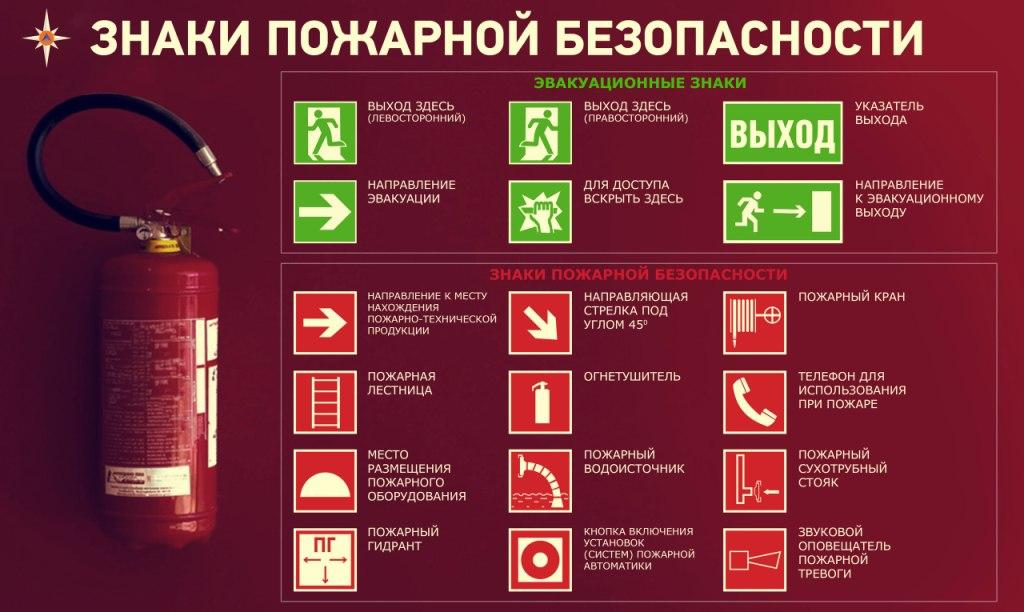 ЗНАКИ ПОЖАРНОЙ БЕЗОПАСНОСТИ
ЭВАКУАЦИОННЫЕ ЗНАКИ
ВЫХОД ЗДЕСЬ
(ЛЕВОСТОРОННИЙ)
ВЫХОД ЗДЕСЬ
(ПРАВОСТОРОННИЙ)
ВЫХОД
УКАЗАТЕЛЬ
ВЫХОДА
НАПРАВЛЕНИЕ
ЭВАКУАЦИИ
ДЛЯ ДОСТУПА
ВСКРЫТЬ ЗДЕСЬ
НАПРАВЛЕНИЕ
К ЭВАКУАЦИОННОМУ
ВЫХОДУ
ЗНАКИ ПОЖАРНОЙ БЕЗОПАСНОСТИ
НАПРАВЛЕНИЕ К МЕСТУ
НАХОЖДЕНИЯ
ПОЖАРНО-ТЕХНИЧЕСКОЙ
ПРОДУКЦИИ
НАПРАВЛЯЮЩАЯ
СТРЕЛКА ПОД
УГЛОМ 45⁰
ПОЖАРНЫЙ КРАН
ПОЖАРНАЯ
ЛЕСТНИЦА
ОГНЕТУШИТЕЛЬ
ТЕЛЕФОН ДЛЯ
ИСПОЛЬЗОВАНИЯ
ПРИ ПОЖАРЕ
МЕСТО
РАЗМЕЩЕНИЯ
ПОЖАРНОГО
ОБОРУДОВАНИЯ
ПОЖАРНЫЙ
ВОДОИСТОЧНИК
ПОЖАРНЫЙ
СУХОТРУБНЫЙ
СТОЯК
ПГ
ПОЖАРНЫЙ
ГИДРАНТ
КНОПКА ВКЛЮЧЕНИЯ
УСТАНОВОК
(СИСТЕМ) ПОЖАРНОЙ
АВТОМАТИКИ
ЗВУКОВОЙ
ОПОВЕЩАТЕЛЬ
ПОЖАРНОЙ
ТРЕВОГИ